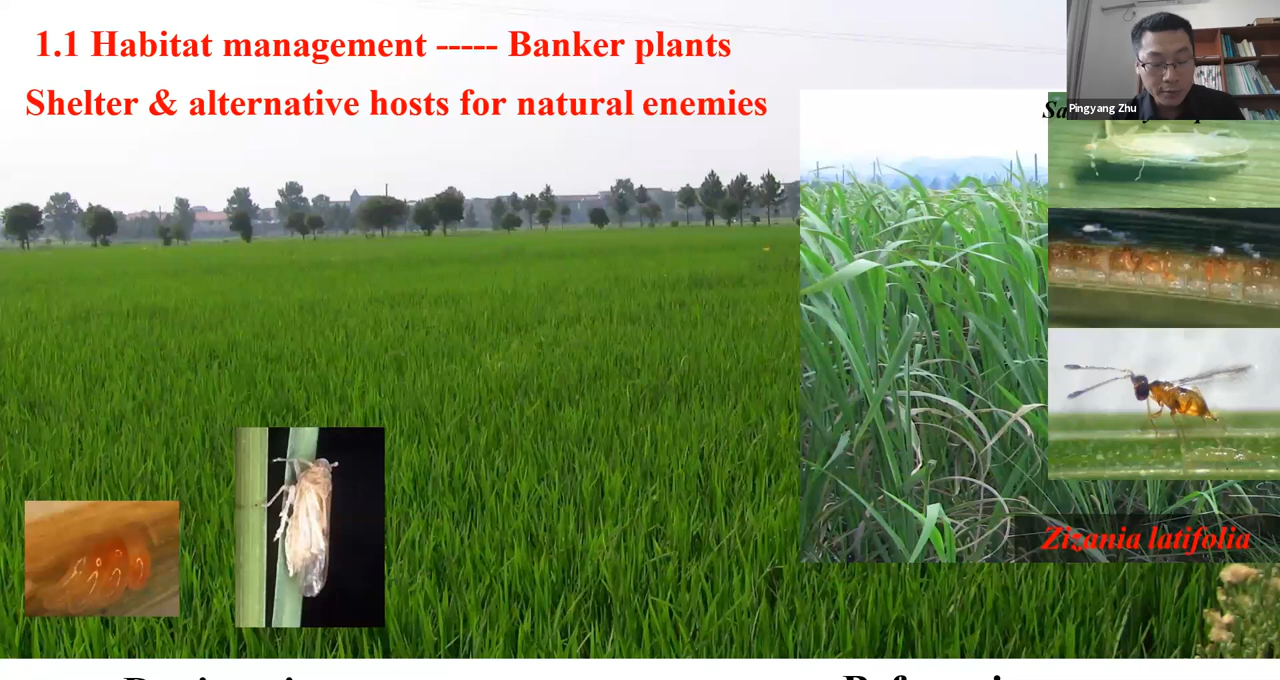 1.1 Habitat management ----- Banker plants
Shelter & alternative hosts for natural enemies
Pingyang Zhu
Zizania latifolia